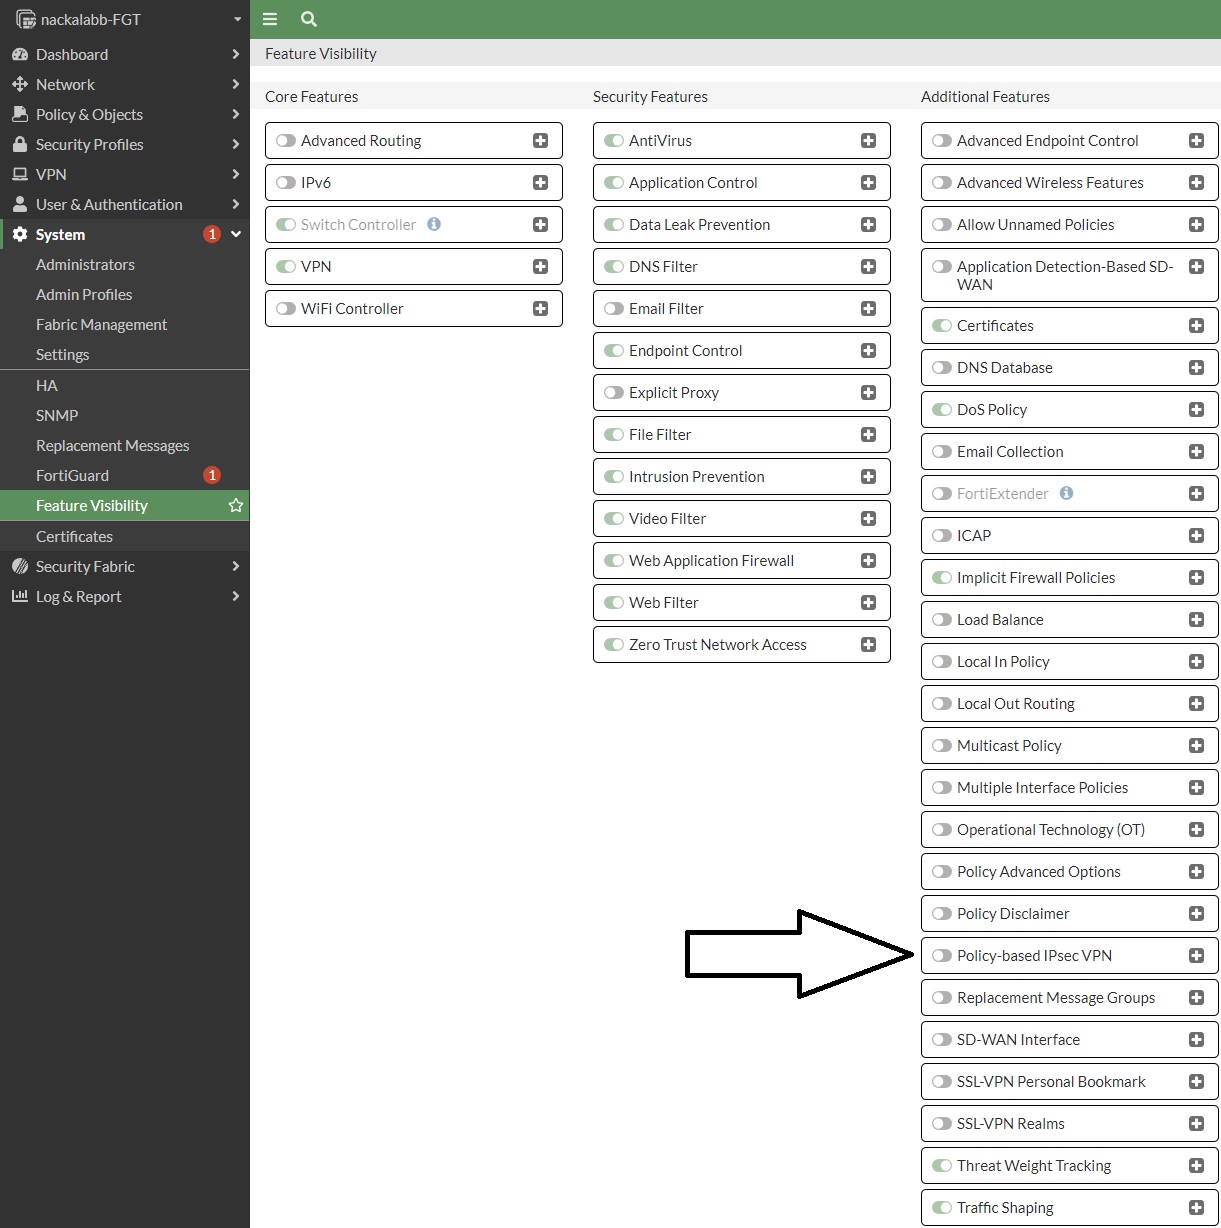 nackalabb-FGT
Dashboard
Network
Policy & Objects
Security Profiles
VPN
User & Authentication
System 1
Administrators
Admin Profiles
Fabric Management
Settings
HA
SNMP
Replacement Messages
FortiGuard 1
Feature Visibility
Certificates
Security Fabric
Log & Report
Feature Visibility
Core Features
Advanced Routing
IPv6
Switch Controller
VPN
WiFi Controller
Security Features
AntiVirus
Application Control
Data Leak Prevention
DNS Filter
Email Filter
Endpoint Control
Explicit Proxy
File Filter
Intrusion Prevention
Video Filter
Web Application Firewall
Web Filter
Zero Trust Network Access
Additional Features
Advanced Endpoint Control
Advanced Wireless Features
Allow Unnamed Policies
Application Detection-Based SD-
WAN
Certificates
DNS Database
DoS Policy
Email Collection
FortiExtender
ICAP
Implicit Firewall Policies
Load Balance
Local In Policy
Local Out Routing
Multicast Policy
Multiple Interface Policies
Operational Technology (OT)
Policy Advanced Options
Policy Disclaimer
Policy-based IPsec VPN
Replacement Message Groups
SD-WAN Interface
SSL-VPN Personal Bookmark
SSL-VPN Realms
Threat Weight Tracking
Traffic Shaping